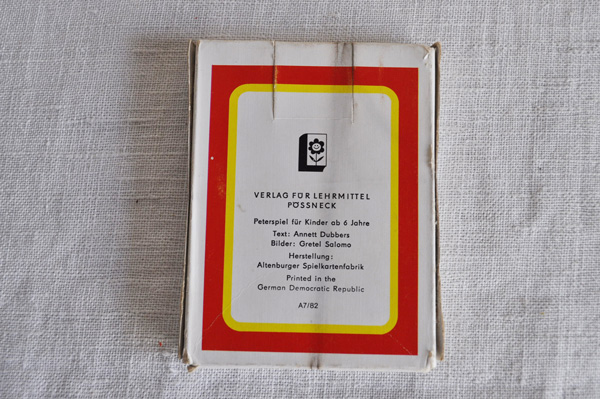 VERLAG FÜR LEHRMITTEL
PÖSSNECK
Peterspiel für Kinder ab 6 Jahre
Text: Annett Dubbers
Bilder: Gretel Salomo
Herstellung:
Altenburger Spielkartenfabrik
Printed in the
German Democratic Republic
A7/82